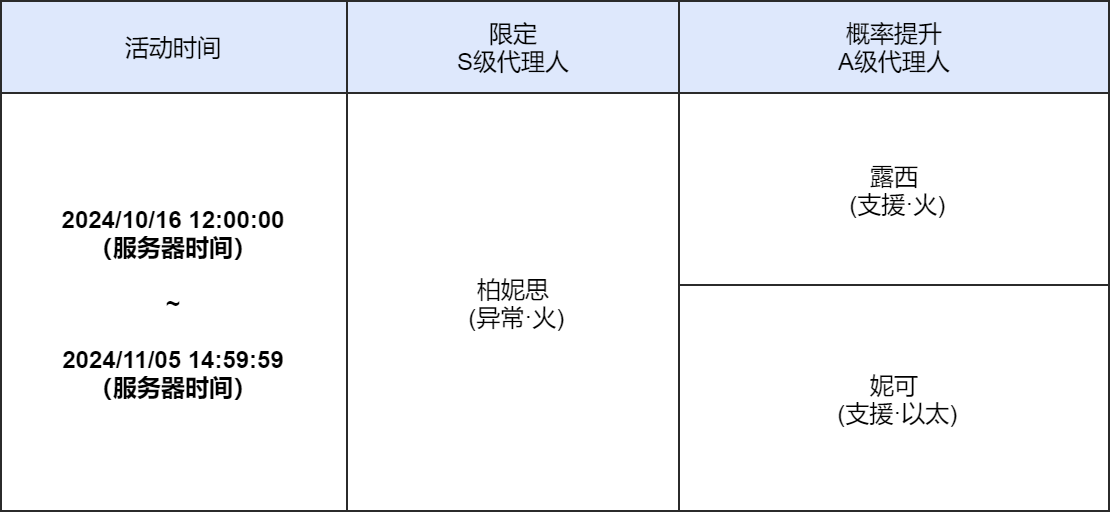 活动时间
限定
S级代理人
概率提升
A级代理人
2024/10/16 12:00:00
（服务器时间）
~
2024/11/05 14:59:59
（服务器时间）
柏妮思
(异常·火)
露西
(支援·火)
妮可
(支援·以太)